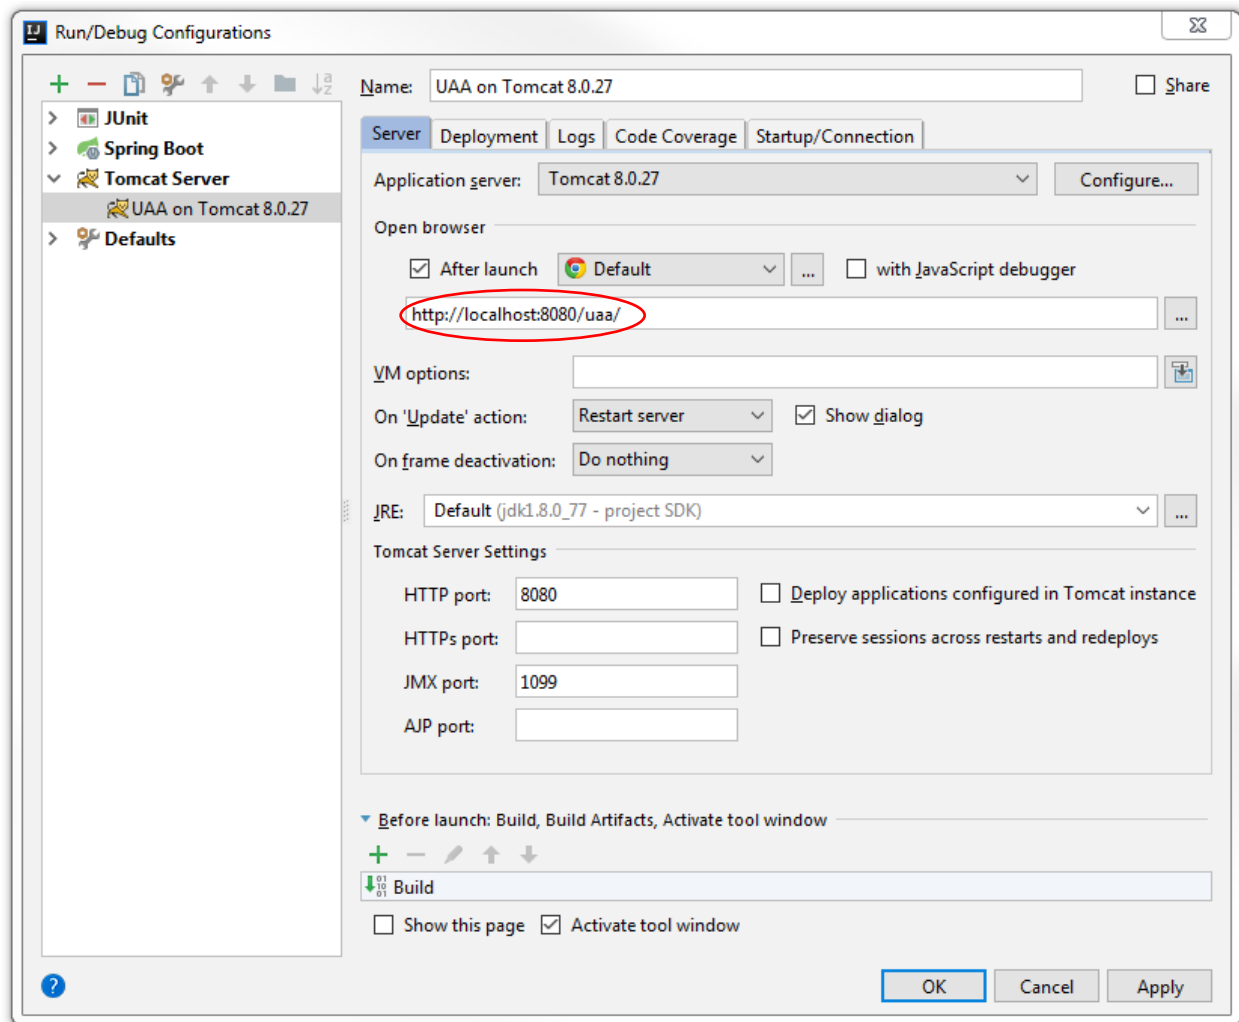 Run/Debug Configurations
Name: UAA on Tomcat 8.0.27 Share
JUnit
Spring Boot
Tomcat Server
UAA on Tomcat 8.0.27
Defaults
Server Deployment Logs Code Coverage Startup/Connection
Application server: Tomcat 8.0.27 Configure...
Open browser
After launch Default ... with JavaScript debugger
http://localhost:8080/uaa/ ...
VM options:
On 'Update' action: Restart server Show dialog
On frame deactivation: Do nothing
JRE: Default (jdk1.8.0_77 - project SDK) ...
Tomcat Server Settings
HTTP port: 8080 Deploy applications configured in Tomcat instance
HTTPs port: Preserve sessions across restarts and redeploys
JMX port: 1099
AJP port:
Before launch: Build, Build Artifacts, Activate tool window
Build
Show this page Activate tool window
OK Cancel Apply